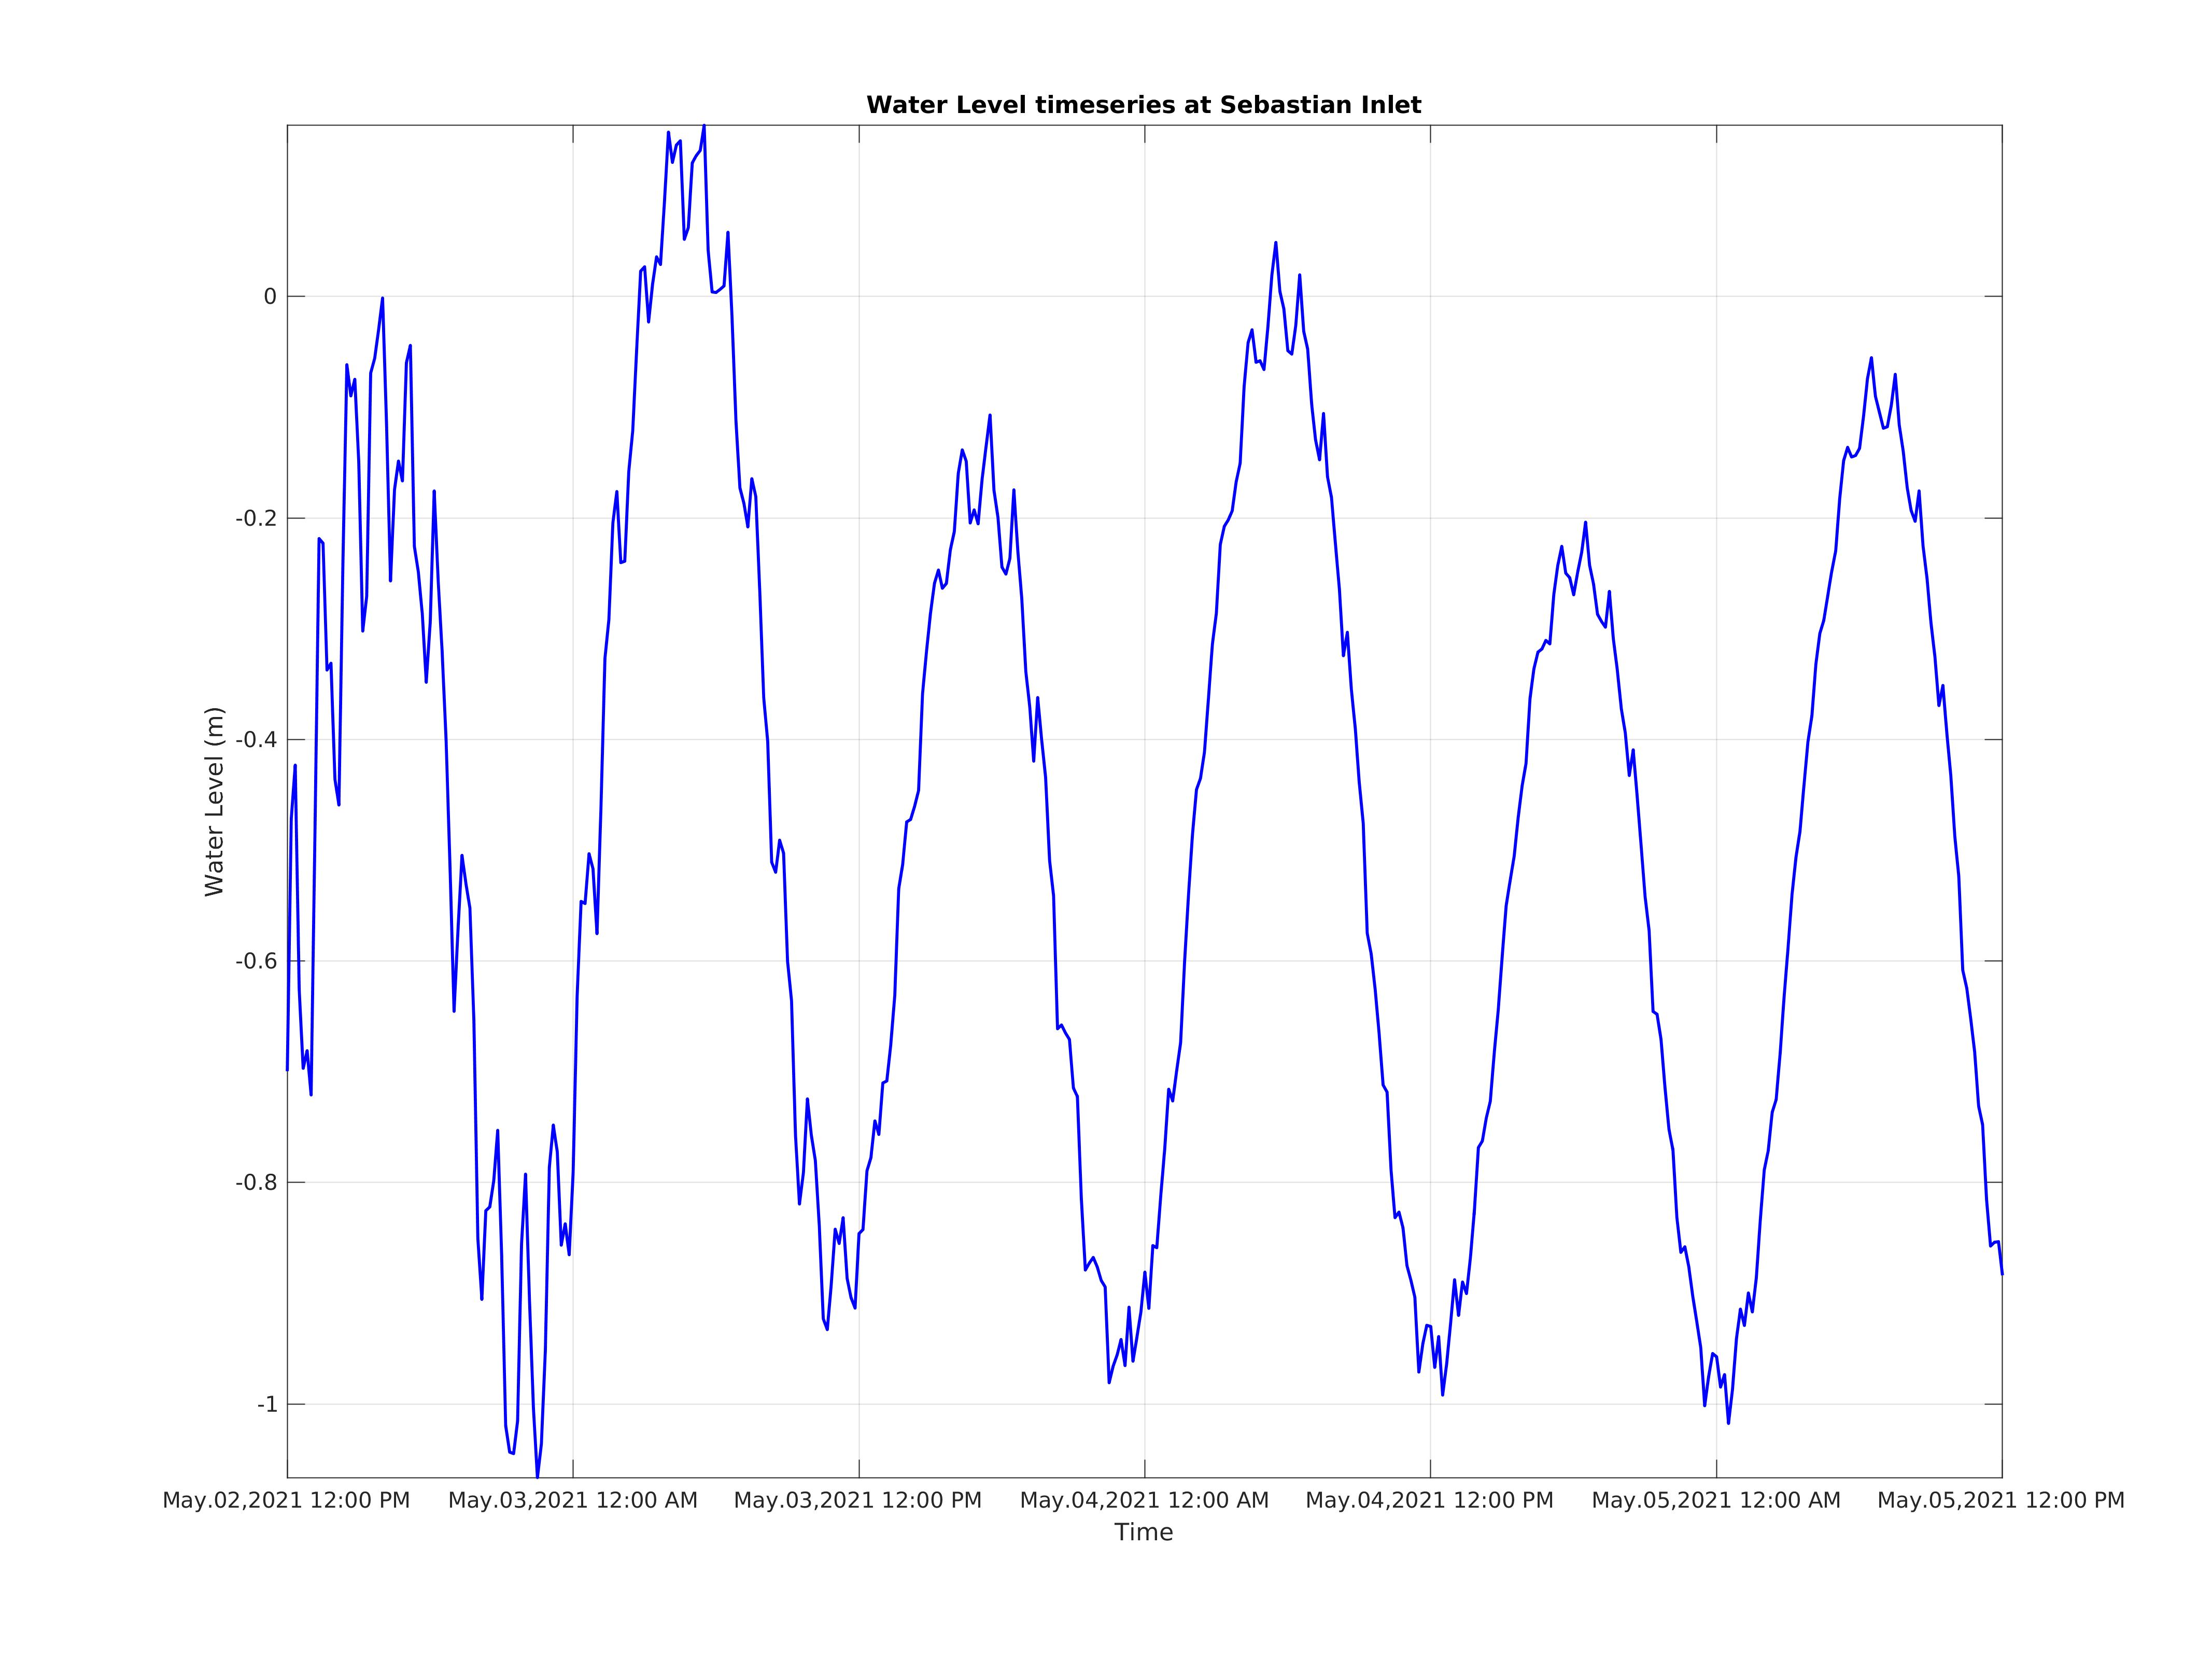 Water Level timeseries at Sebastian Inlet
0
-0.2
-0.4
-0.6
-0.8
-1
Water Level (m)
May.02,2021 12:00 PM
May.03,2021 12:00 AM
May.03,2021 12:00 PM
May.04,2021 12:00 AM
May.04,2021 12:00 PM
May.05,2021 12:00 AM
May.05,2021 12:00 PM
Time